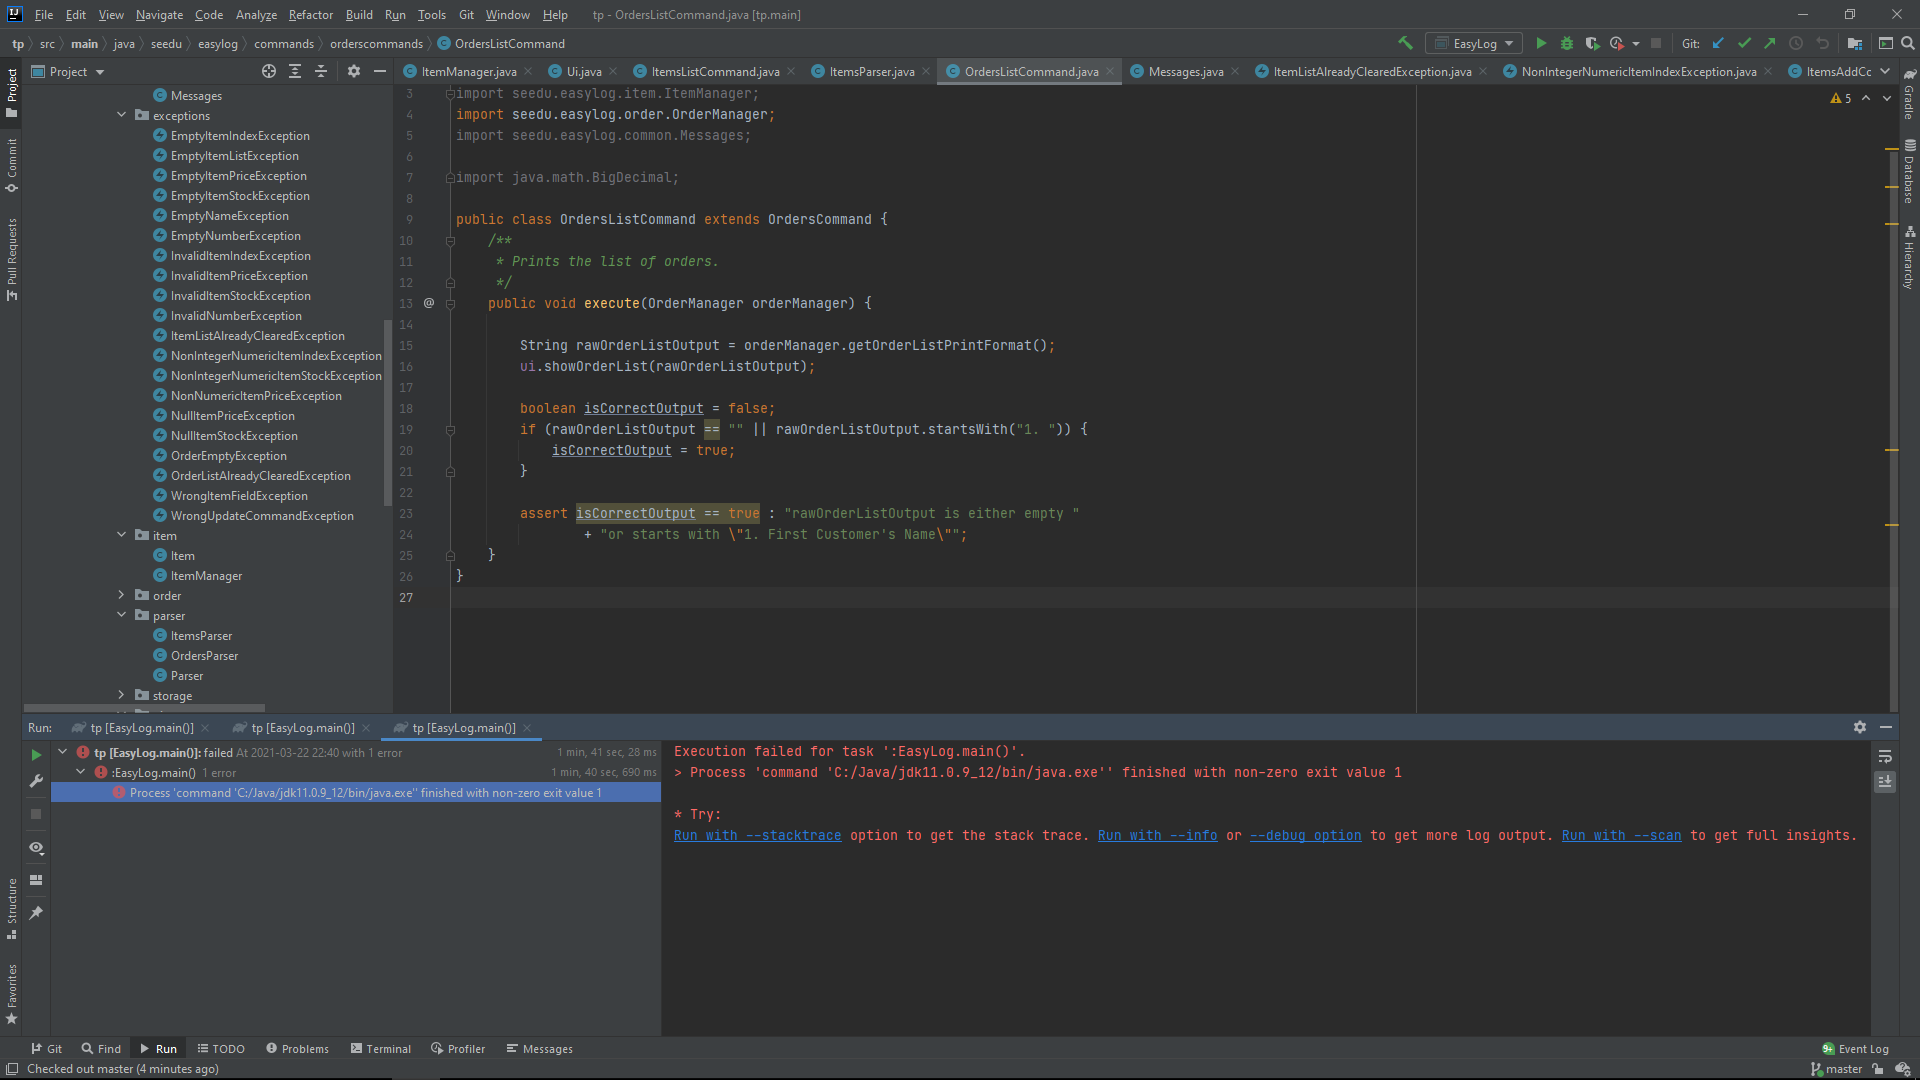 File Edit View Navigate Code Analyze Refactor Build Run Tools Git Window Help tp - OrdersListCommand.java [tp.main]
tp src main java seedu easylog commands orderscommands OrdersListCommand EasyLog Git:
Project ItemManager.java Ui.java ItemsListCommand.java ItemsParser.java OrdersListCommand.java Messages.java ItemListAlreadyClearedException.java NonIntegerNumericItemIndexException.java ItemsAddCc
Project
Commit
Pull Requests
Structure
Favorites
Gradle
Database
Hierarchy
Messages
exceptions
EmptyItemIndexException
EmptyItemListException
EmptyItemPriceException
EmptyItemStockException
EmptyNameException
EmptyNumberException
InvalidItemIndexException
InvalidItemPriceException
InvalidItemStockException
InvalidNumberException
ItemListAlreadyClearedException
NonIntegerNumericItemIndexException
NonIntegerNumericItemStockException
NonNumericItemPriceException
NullItemPriceException
NullItemStockException
OrderEmptyException
OrderListAlreadyClearedException
WrongItemFieldException
WrongUpdateCommandException
item
Item
ItemManager
order
parser
ItemsParser
OrdersParser
Parser
storage
5
3 import seedu.easylog.item.ItemManager;
4 import seedu.easylog.order.OrderManager;
5 import seedu.easylog.common.Messages;
6
7 import java.math.BigDecimal;
8
9 public class OrdersListCommand extends OrdersCommand {
10 /**
11 * Prints the list of orders.
12 */
13 @ public void execute(OrderManager orderManager) {
14
15 String rawOrderListOutput = orderManager.getOrderListPrintFormat();
16 ui.showOrderList(rawOrderListOutput);
17
18 boolean isCorrectOutput = false;
19 if (rawOrderListOutput == "" || rawOrderListOutput.startsWith("1. ")) {
20 isCorrectOutput = true;
21 }
22
23 assert isCorrectOutput == true : "rawOrderListOutput is either empty "
24 + "or starts with \"1. First Customer's Name\"";
25 }
26 }
27
Run: tp [EasyLog.main()] tp [EasyLog.main()] tp [EasyLog.main()]
tp [EasyLog.main()]: failed At 2021-03-22 22:40 with 1 error 1 min, 41 sec, 28 ms
:EasyLog.main() 1 error 1 min, 40 sec, 690 ms
Process 'command 'C:/Java/jdk11.0.9_12/bin/java.exe'' finished with non-zero exit value 1
Execution failed for task ':EasyLog.main()'.
> Process 'command 'C:/Java/jdk11.0.9_12/bin/java.exe'' finished with non-zero exit value 1
* Try:
Run with --stacktrace option to get the stack trace. Run with --info or --debug option to get more log output. Run with --scan to get full insights.
Git Find Run TODO Problems Terminal Profiler Messages 9+ Event Log
Checked out master (4 minutes ago) master